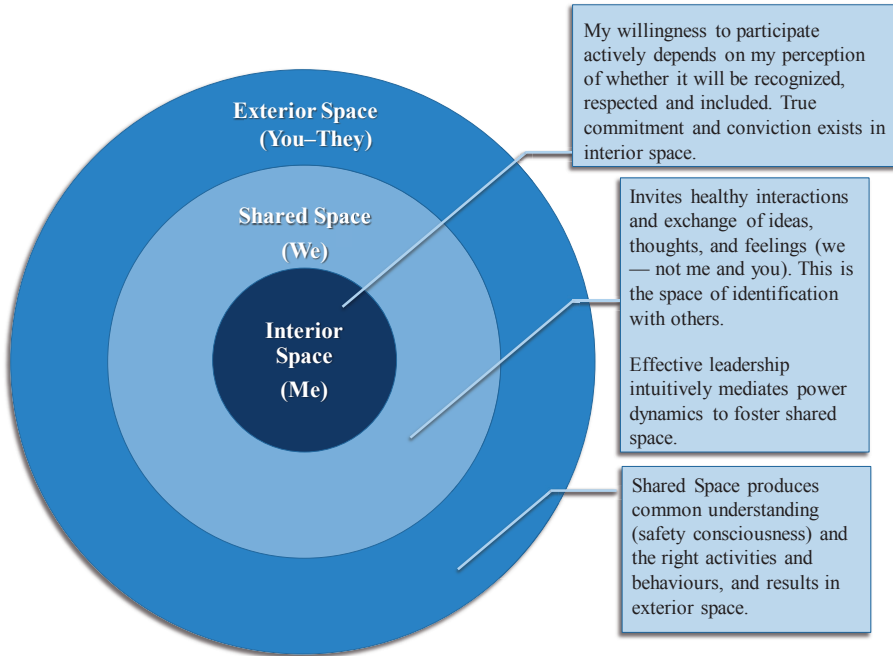 Exterior Space
(You–They)
Shared Space
(We)
Interior
Space
(Me)
My willingness to participate
actively depends on my perception
of whether it will be recognized,
respected and included. True
commitment and conviction exists in
interior space.
Invites healthy interactions
and exchange of ideas,
thoughts, and feelings (we
— not me and you). This is
the space of identification
with others.
Effective leadership
intuitively mediates power
dynamics to foster shared
space.
Shared Space produces
common understanding
(safety consciousness) and
the right activities and
behaviours, and results in
exterior space.